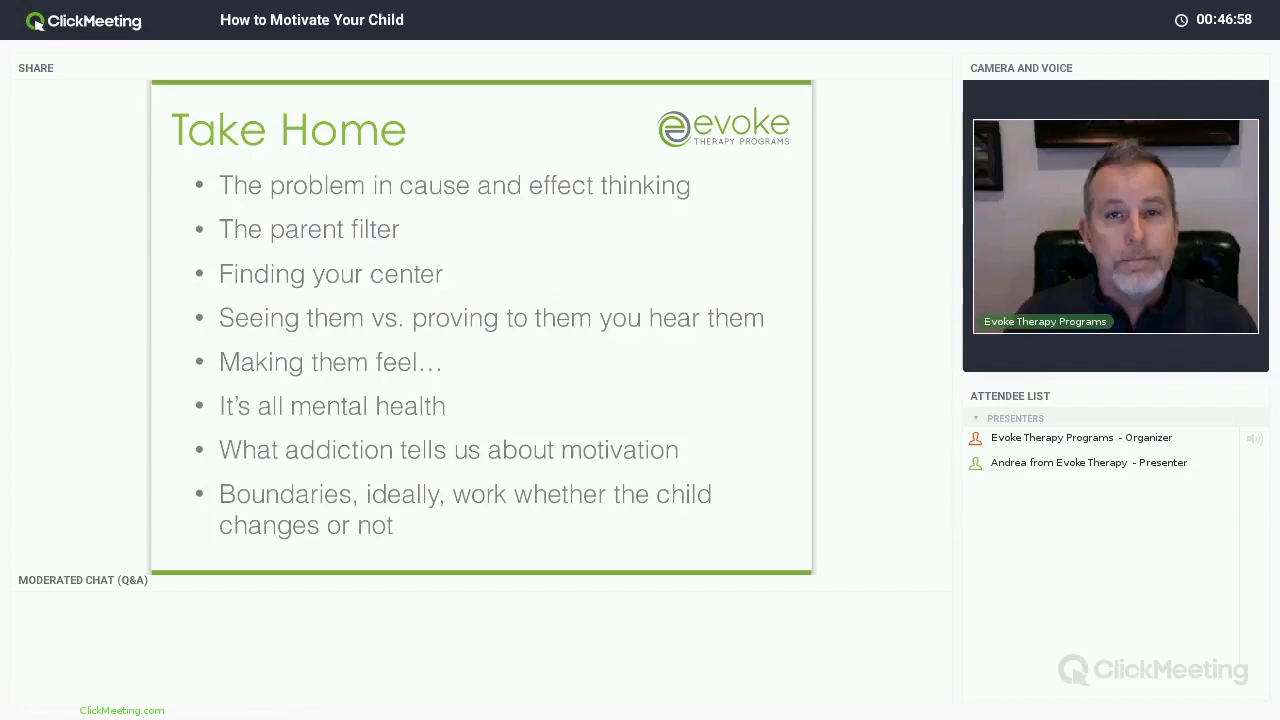 ClickMeeting
How to Motivate Your Child
00:46:58
SHARE
Take Home
evoke
THERAPY PROGRAMS
• The problem in cause and effect thinking
• The parent filter
• Finding your center
• Seeing them vs. proving to them you hear them
• Making them feel…
• It’s all mental health
• What addiction tells us about motivation
• Boundaries, ideally, work whether the child
changes or not
MODERATED CHAT (Q&A)
CAMERA AND VOICE
Evoke Therapy Programs
ATTENDEE LIST
PRESENTERS
Evoke Therapy Programs - Organizer
Andrea from Evoke Therapy - Presenter
ClickMeeting
ClickMeeting.com